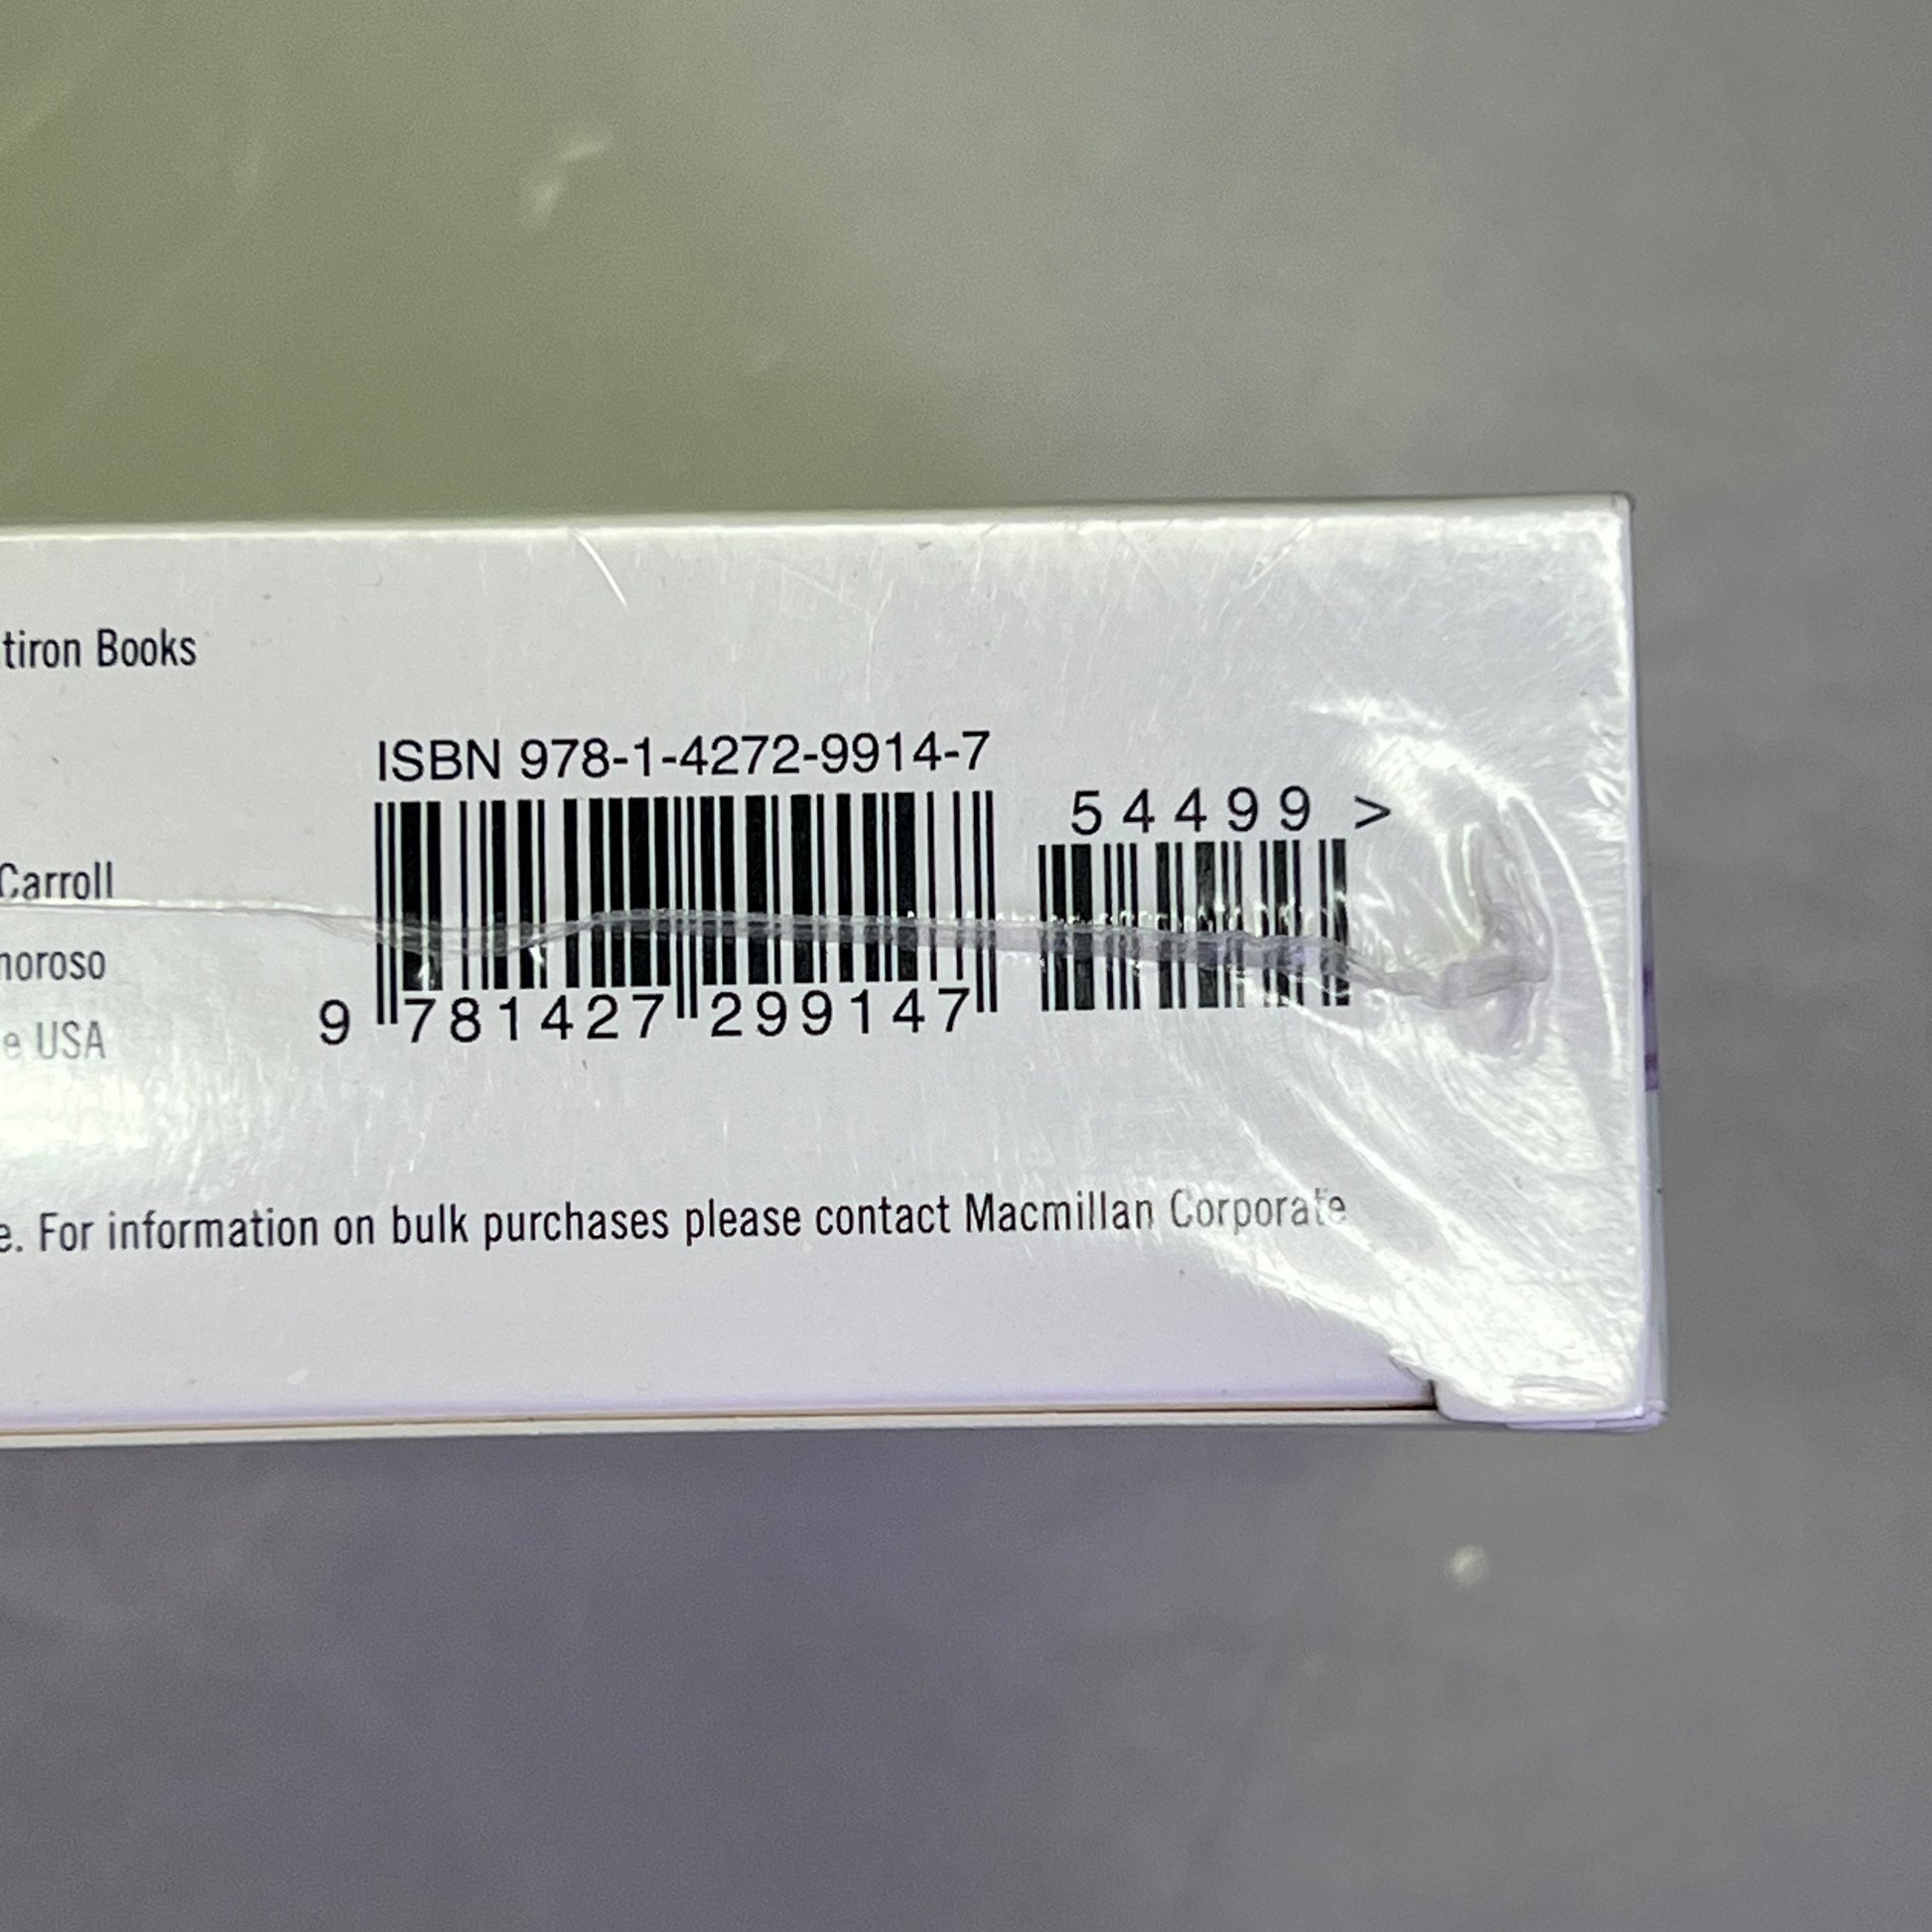 tiron Books
ISBN 978-1-4272-9914-7
54499 >
Carroll
noroso
e USA
9 781427 299147
e. For information on bulk purchases please contact Macmillan Corporate